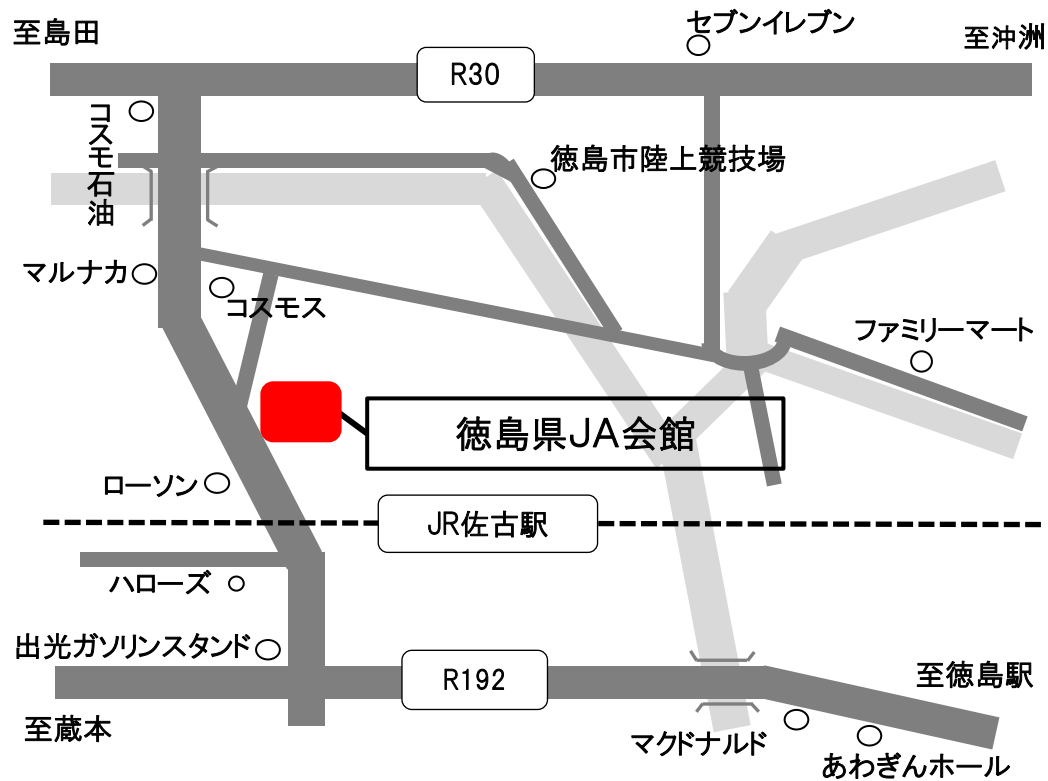 セブンイレブン
至島田
至沖洲
R30
コスモ石油
徳島市陸上競技場
マルナカ
コスモス
ファミリーマート
徳島県JA会館
ローソン
JR佐古駅
ハローズ
出光ガソリンスタンド
R192
至徳島駅
至蔵本
マクドナルド
あわぎんホール